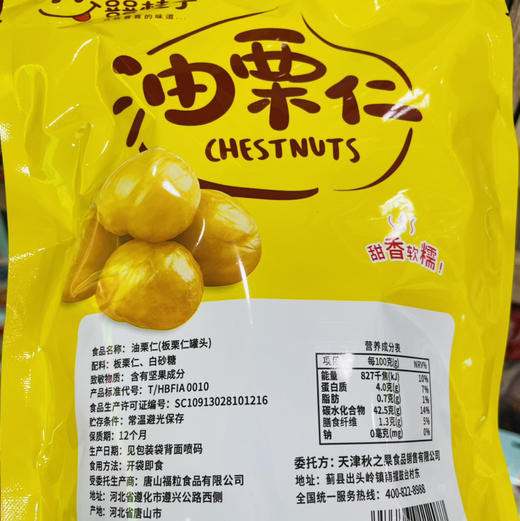 油栗仁
CHESTNUTS
甜香软糯!
食品名称: 油栗仁(板栗仁罐头)
配料: 板栗仁、白砂糖
致敏物质: 含有坚果成分
产品标准代号: T/HBFIA 0010
食品生产许可证编号: SC10913028101216
贮存条件: 常温避光保存
保质期: 12个月
生产日期: 见包装袋背面喷码
食用方法: 开袋即食
生产商: 唐山福粒食品有限公司
地址: 河北省遵化市遵兴公路西侧
产地: 河北省唐山市
营养成分表
项目 每100克(g) NRV%
能量 827千焦(kJ) 10%
蛋白质 4.0克(g) 7%
脂肪 0.7克(g) 1%
碳水化合物 42.5克(g) 14%
膳食纤维 1.3克(g) 5%
钠 0毫克(mg) 0%
委托方: 天津秋之栗食品销售有限公司
地址: 蓟县出头岭镇擂鼓台村东
全国统一服务热线: 400-822-8988